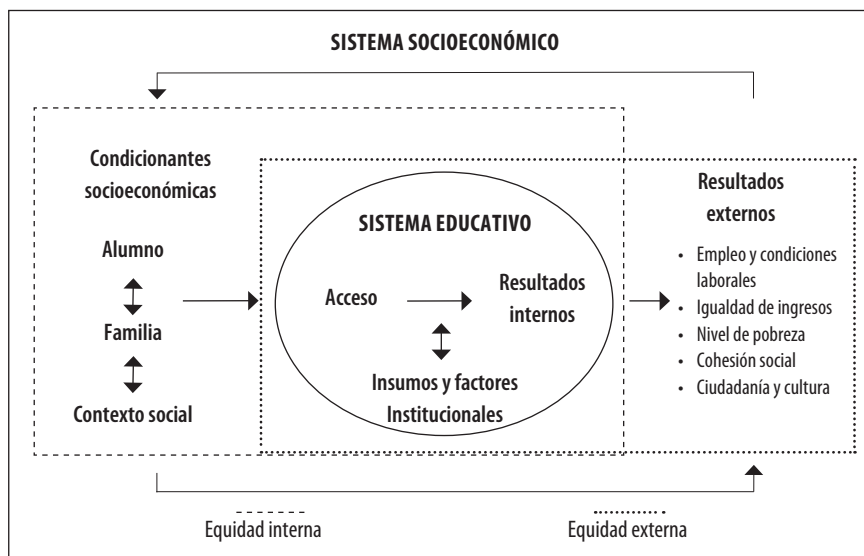 SISTEMA SOCIOECONÓMICO
Condicionantes
socioeconómicas
Alumno
Familia
Contexto social
SISTEMA EDUCATIVO
Acceso
Resultados
internos
Insumos y factores
Institucionales
Resultados
externos
• Empleo y condiciones
laborales
• Igualdad de ingresos
• Nivel de pobreza
• Cohesión social
• Ciudadanía y cultura
Equidad interna
Equidad externa